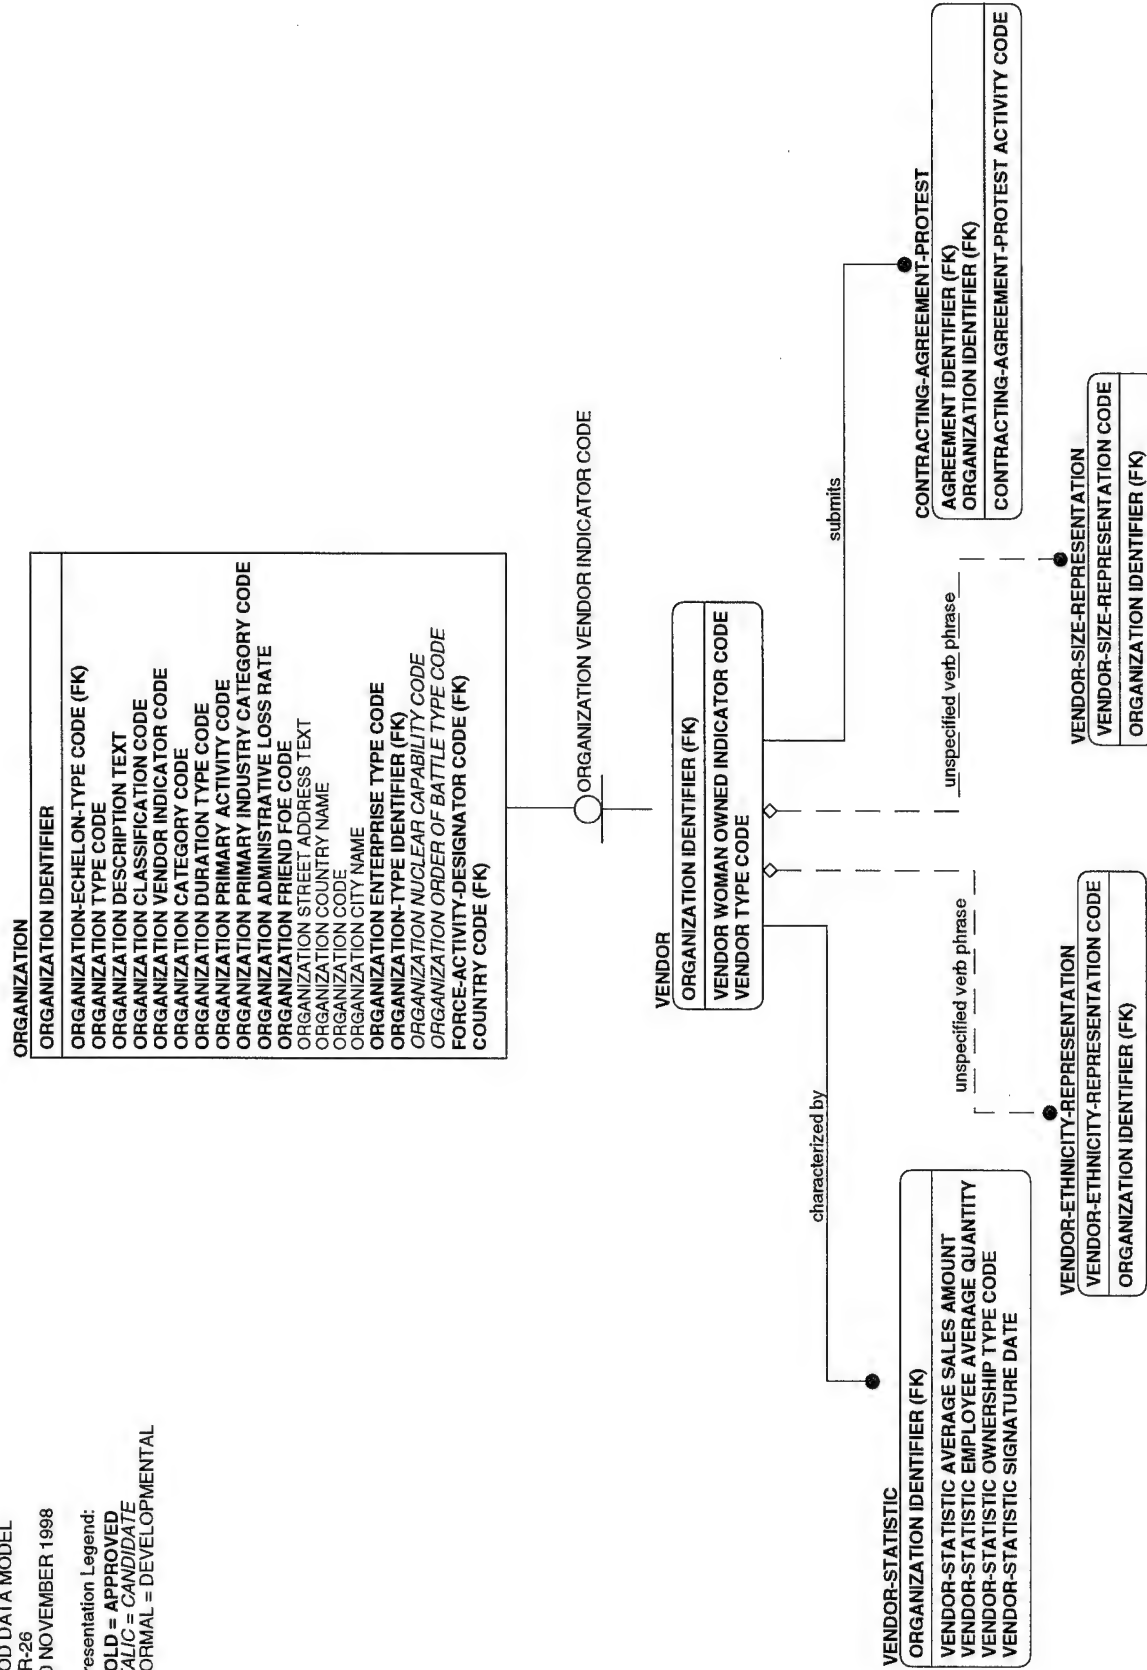 OD DATA MODEL
R-26
0 NOVEMBER 1998
resentation Legend:
OLD = APPROVED
ALIC = CANDIDATE
ORMAL = DEVELOPMENTAL
ORGANIZATION
ORGANIZATION IDENTIFIER
ORGANIZATION-ECHELON-TYPE CODE (FK)
ORGANIZATION TYPE CODE
ORGANIZATION DESCRIPTION TEXT
ORGANIZATION CLASSIFICATION CODE
ORGANIZATION VENDOR INDICATOR CODE
ORGANIZATION CATEGORY CODE
ORGANIZATION DURATION TYPE CODE
ORGANIZATION PRIMARY ACTIVITY CODE
ORGANIZATION PRIMARY INDUSTRY CATEGORY CODE
ORGANIZATION ADMINISTRATIVE LOSS RATE
ORGANIZATION FRIEND FOE CODE
ORGANIZATION STREET ADDRESS TEXT
ORGANIZATION COUNTRY NAME
ORGANIZATION CODE
ORGANIZATION CITY NAME
ORGANIZATION ENTERPRISE TYPE CODE
ORGANIZATION-TYPE IDENTIFIER (FK)
ORGANIZATION NUCLEAR CAPABILITY CODE
ORGANIZATION ORDER OF BATTLE TYPE CODE
FORCE-ACTIVITY-DESIGNATOR CODE (FK)
COUNTRY CODE (FK)
ORGANIZATION VENDOR INDICATOR CODE
VENDOR
ORGANIZATION IDENTIFIER (FK)
VENDOR WOMAN OWNED INDICATOR CODE
VENDOR TYPE CODE
characterized by
submits
unspecified verb phrase
unspecified verb phrase
VENDOR-STATISTIC
ORGANIZATION IDENTIFIER (FK)
VENDOR-STATISTIC AVERAGE SALES AMOUNT
VENDOR-STATISTIC EMPLOYEE AVERAGE QUANTITY
VENDOR-STATISTIC OWNERSHIP TYPE CODE
VENDOR-STATISTIC SIGNATURE DATE
CONTRACTING-AGREEMENT-PROTEST
AGREEMENT IDENTIFIER (FK)
ORGANIZATION IDENTIFIER (FK)
CONTRACTING-AGREEMENT-PROTEST ACTIVITY CODE
VENDOR-ETHNICITY-REPRESENTATION
VENDOR-ETHNICITY-REPRESENTATION CODE
ORGANIZATION IDENTIFIER (FK)
VENDOR-SIZE-REPRESENTATION
VENDOR-SIZE-REPRESENTATION CODE
ORGANIZATION IDENTIFIER (FK)